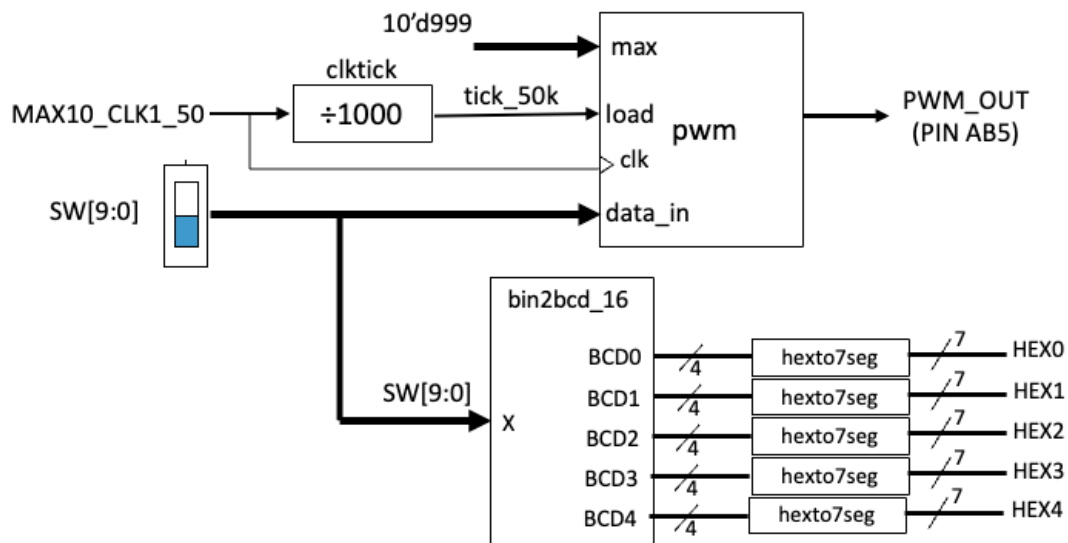 10'd999
max
clktick
MAX10_CLK1_50
÷1000
tick_50k
load
pwm
PWM_OUT
(PIN AB5)
clk
SW[9:0]
data_in
bin2bcd_16
BCD0
4
hexto7seg
7
HEX0
SW[9:0]
BCD1
4
hexto7seg
7
HEX1
X
BCD2
4
hexto7seg
7
HEX2
BCD3
4
hexto7seg
7
HEX3
BCD4
4
hexto7seg
7
HEX4